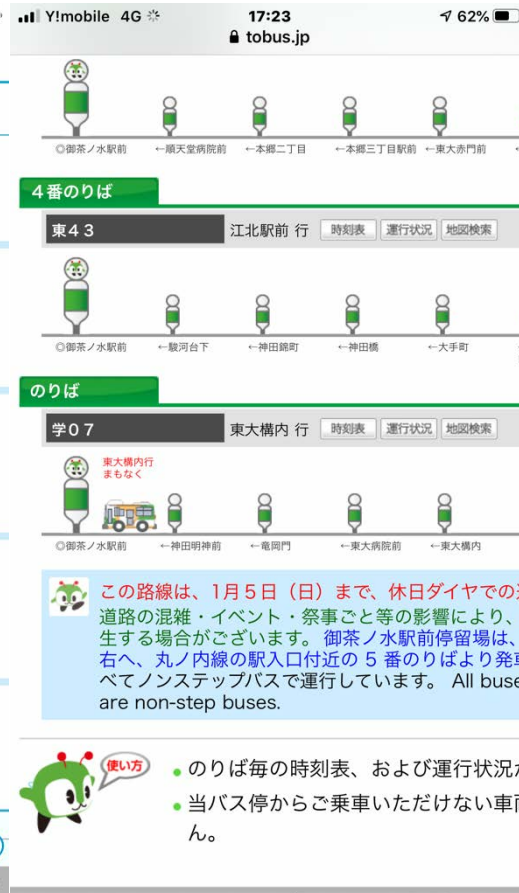 Y!mobile 4G 17:23 62%
tobus.jp
◎御茶ノ水駅前 ←順天堂病院前 ←本郷二丁目 ←本郷三丁目駅前 ←東大赤門前
4番のりば
東43 江北駅前 行 時刻表 運行状況 地図検索
◎御茶ノ水駅前 ←駿河台下 ←神田錦町 ←神田橋 ←大手町
のりば
学07 東大構内 行 時刻表 運行状況 地図検索
東大構内行
まもなく
◎御茶ノ水駅前 ←神田明神前 ←竜岡門 ←東大病院前 ←東大構内
この路線は、1月5日（日）まで、休日ダイヤでの
道路の混雑・イベント・祭事ごと等の影響により、
生する場合がございます。 御茶ノ水駅前停留場は、
右へ、丸ノ内線の駅入口付近の 5 番のりばより発
べてノンステップバスで運行しています。 All buse
are non-step buses.
使い方
のりば毎の時刻表、および運行状況
当バス停からご乗車いただけない車
ん。